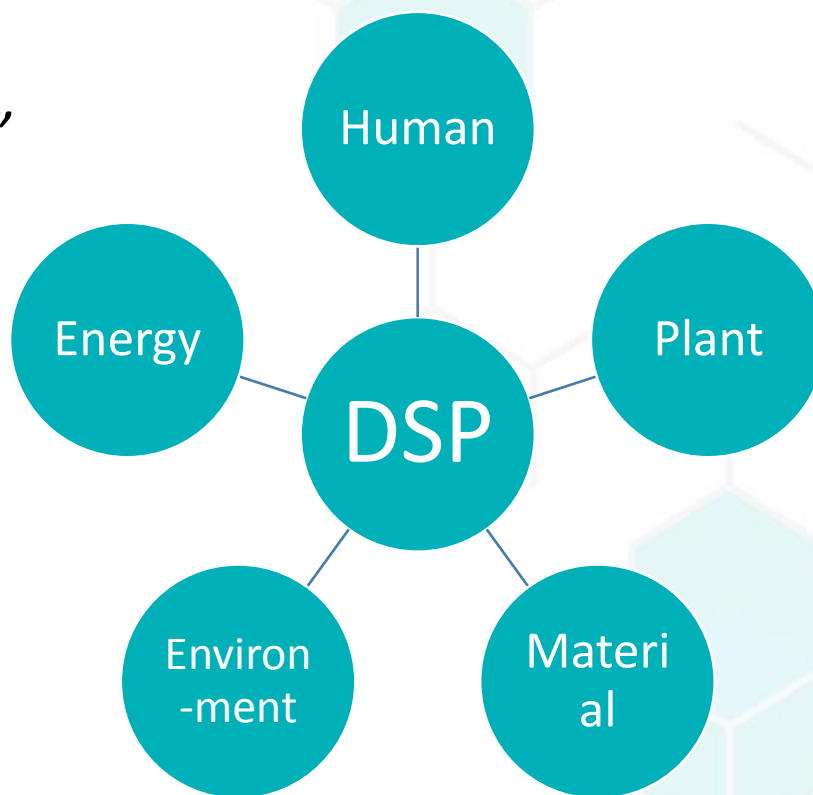 Human
Energy
Plant
DSP
Environ
-ment
Materi
al